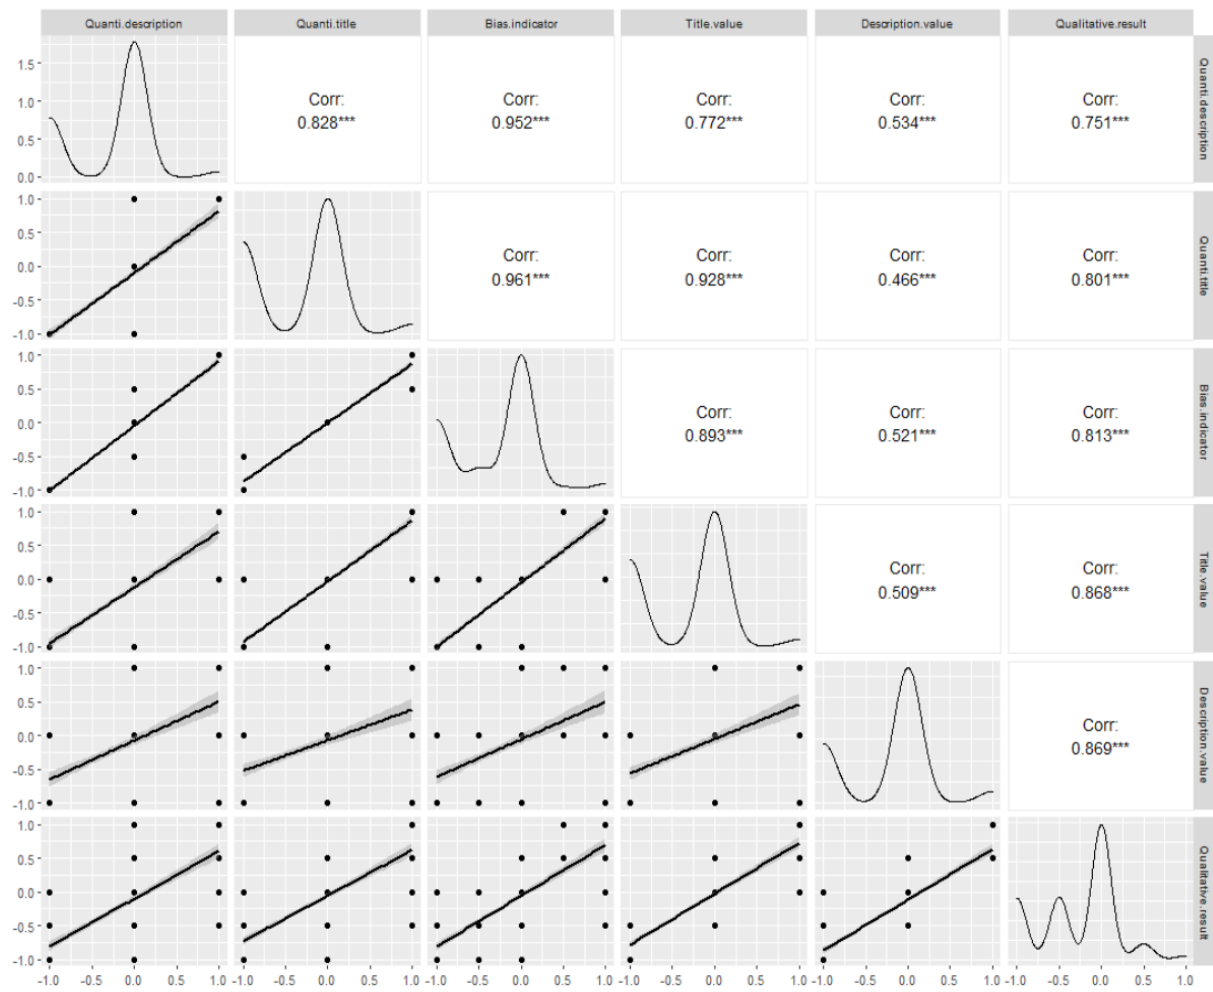 Quanti.description Quanti.title Bias.indicator Title.value Description.value Qualitative.result
1.5
1.0
0.5
0.0
Corr:
0.828***
Corr:
0.952***
Corr:
0.772***
Corr:
0.534***
Corr:
0.751***
Quanti.description
1.0
0.5
0.0
-0.5
-1.0
Corr:
0.961***
Corr:
0.928***
Corr:
0.466***
Corr:
0.801***
Quanti.title
1.0
0.5
0.0
-0.5
-1.0
Corr:
0.893***
Corr:
0.521***
Corr:
0.813***
Bias.indicator
1.0
0.5
0.0
-0.5
-1.0
Corr:
0.509***
Corr:
0.868***
Title.value
1.0
0.5
0.0
-0.5
-1.0
Corr:
0.869***
Description.value
1.0
0.5
0.0
-0.5
-1.0
Qualitative.result
-1.0 -0.5 0.0 0.5 1.0 -1.0 -0.5 0.0 0.5 1.0 -1.0 -0.5 0.0 0.5 1.0 -1.0 -0.5 0.0 0.5 1.0 -1.0 -0.5 0.0 0.5 1.0 -1.0 -0.5 0.0 0.5 1.0